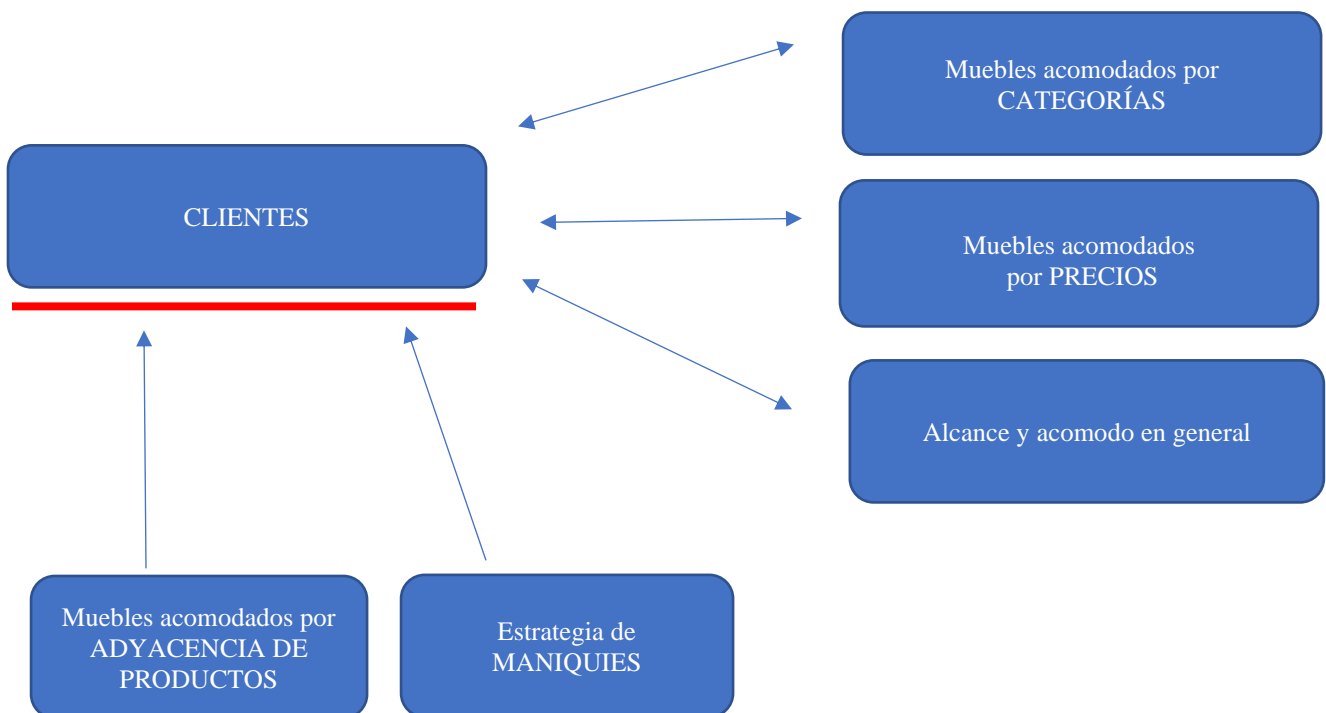 Muebles acomodados por
CATEGORÍAS
CLIENTES
Muebles acomodados
por PRECIOS
Alcance y acomodo en general
Muebles acomodados por
ADYACENCIA DE
PRODUCTOS
Estrategia de
MANIQUIES